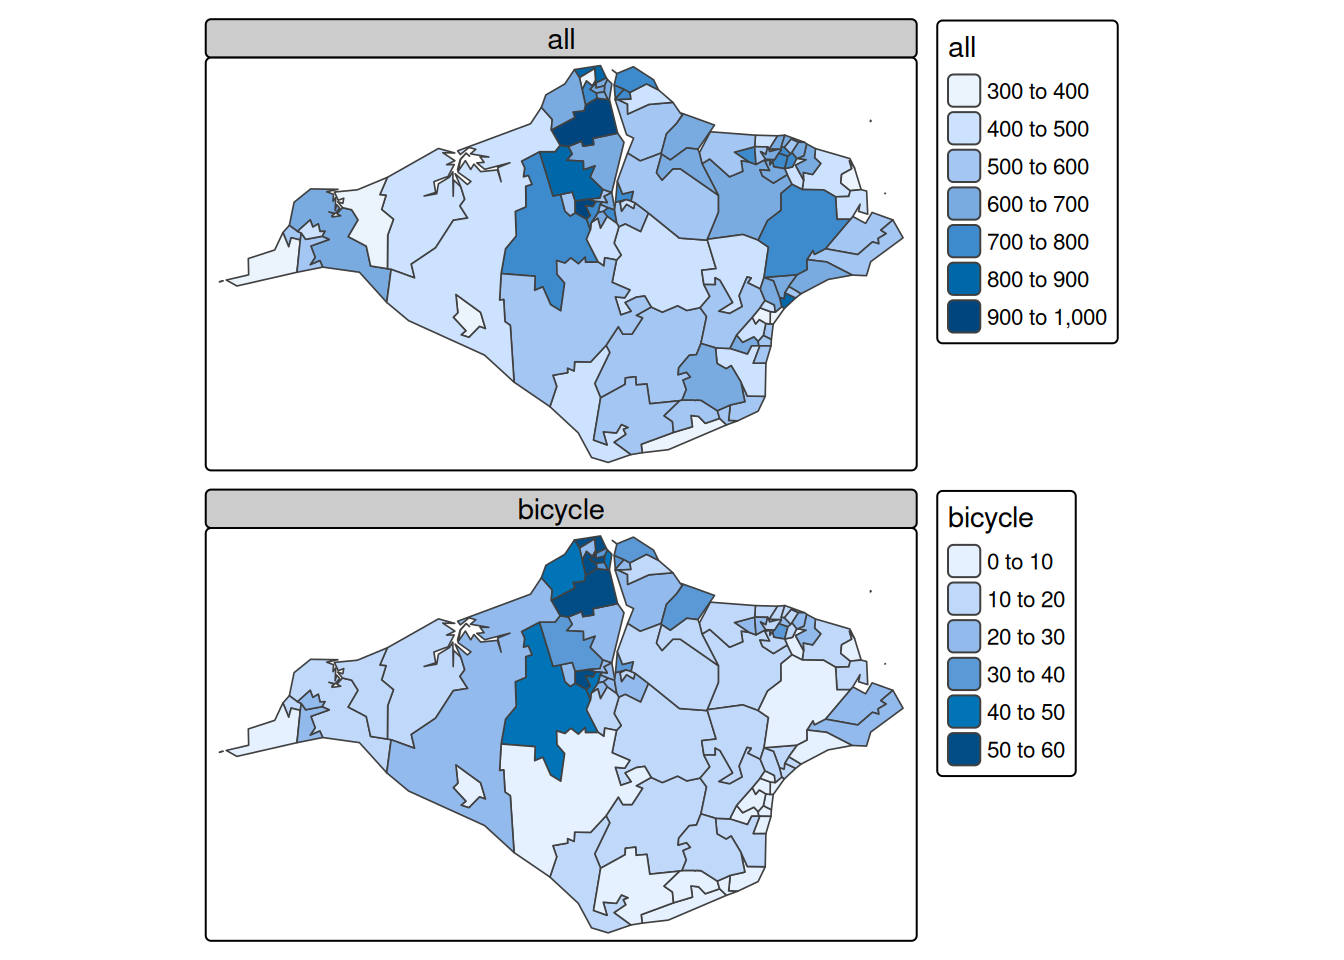 all
all
300 to 400
400 to 500
500 to 600
600 to 700
700 to 800
800 to 900
900 to 1,000
bicycle
bicycle
0 to 10
10 to 20
20 to 30
30 to 40
40 to 50
50 to 60